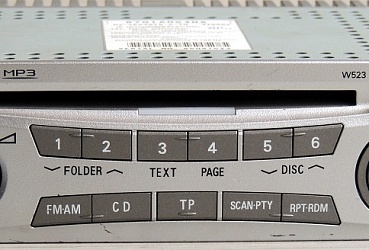 MP3 W523
1 2 3 4 5 6
FOLDER TEXT PAGE DISC
FM·AM CD TP SCAN·PTY RPT·RDM